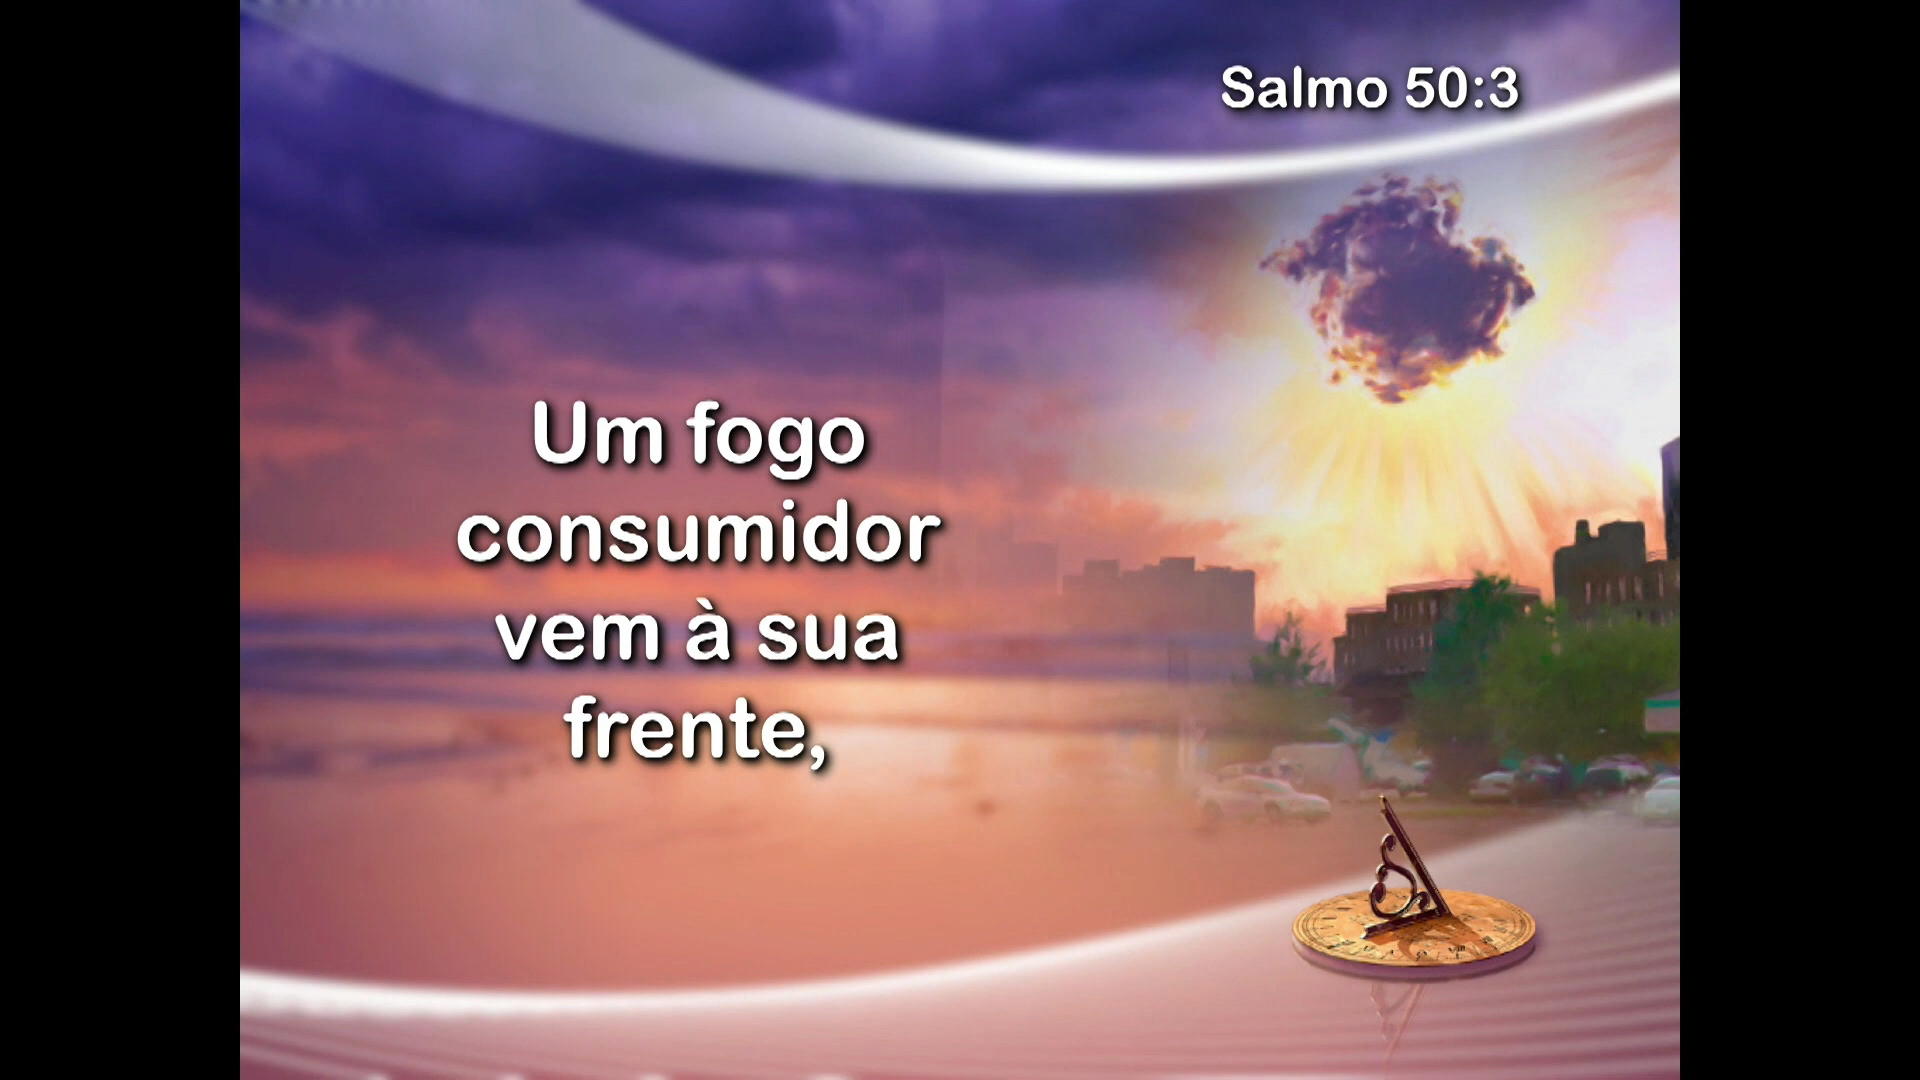 Salmo 50:3
Um fogo
consumidor
vem à sua
frente,